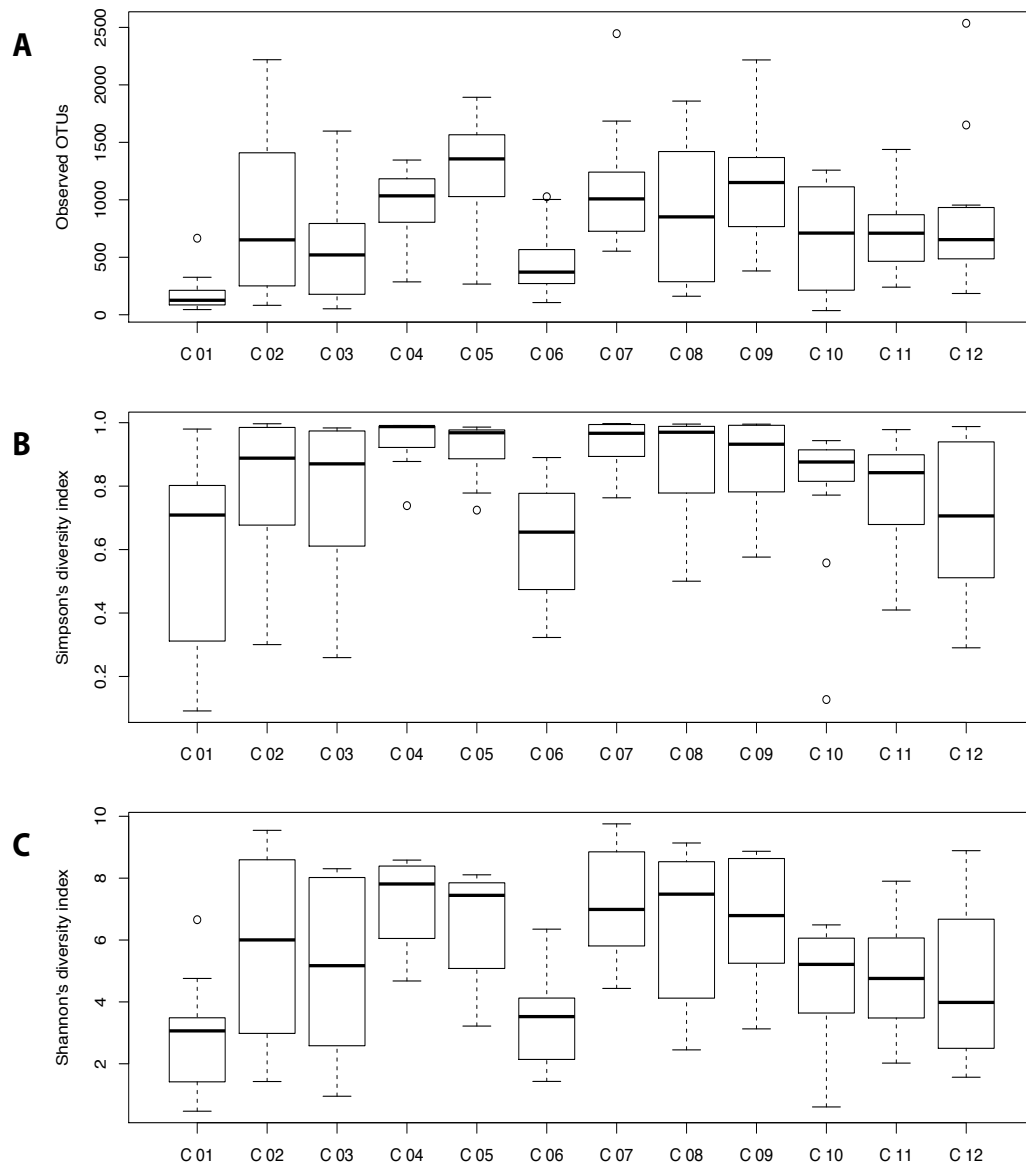 A
Observed OTUs
2500
2000
1500
1000
500
0
C 01 C 02 C 03 C 04 C 05 C 06 C 07 C 08 C 09 C 10 C 11 C 12
B
Simpson's diversity index
1.0
0.8
0.6
0.4
0.2
C 01 C 02 C 03 C 04 C 05 C 06 C 07 C 08 C 09 C 10 C 11 C 12
C
Shannon's diversity index
10
8
6
4
2
C 01 C 02 C 03 C 04 C 05 C 06 C 07 C 08 C 09 C 10 C 11 C 12